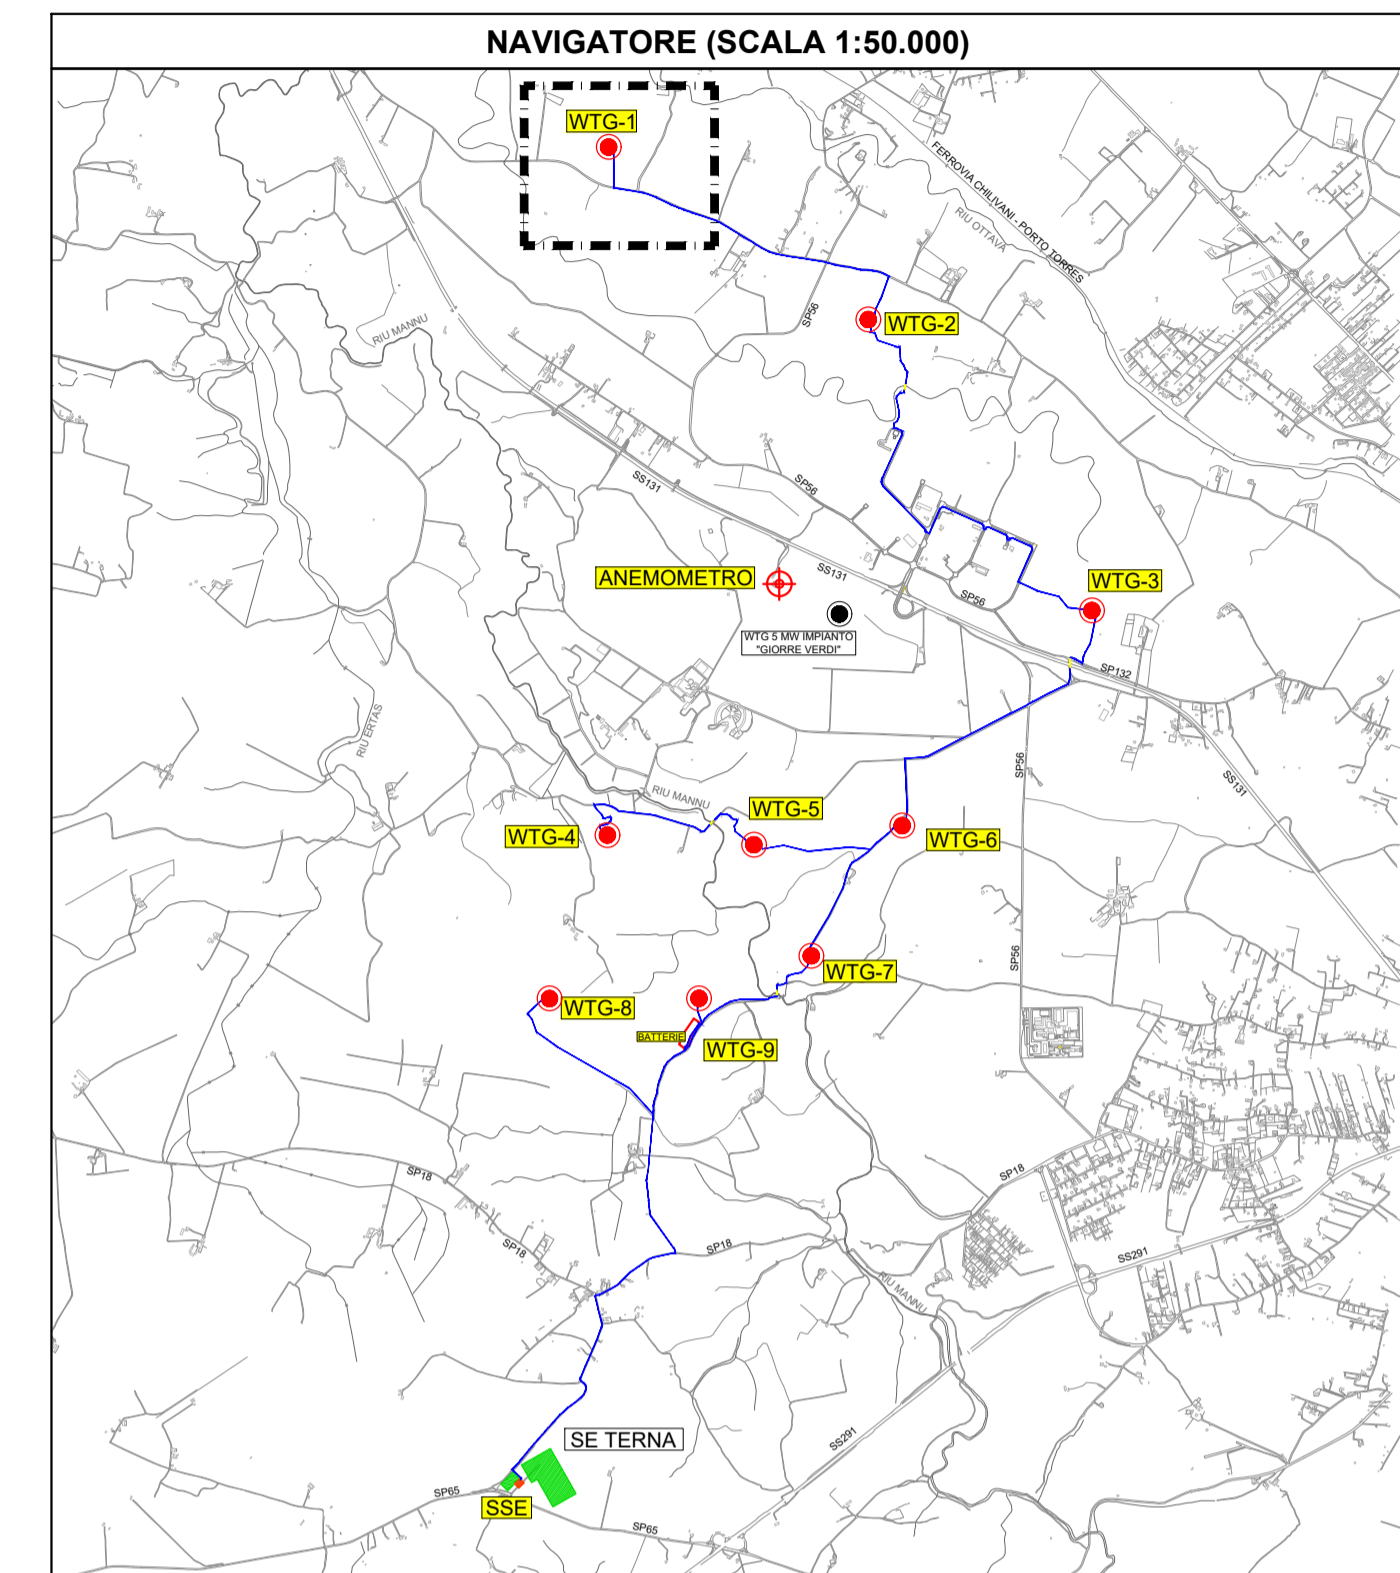 NAVIGATORE (SCALA 1:50.000)
WTG-1
FERROVIA CHILIVANI - PORTO TORRES
RIU OTTAVA
SP56
WTG-2
RIU MANNU
SS131
SP56
ANEMOMETRO
SS131
WTG-3
SP56
WTG 5 MW IMPIANTO
"GIORRE VERDI"
SP132
RIU ERTAS
SP56
SS131
RIU MANNU
WTG-5
WTG-4
WTG-6
SP56
WTG-7
WTG-8
BATTERIE
WTG-9
SP18
SP18
SP18
SP18
SS291
RIU MANNU
SE TERNA
SS291
SP65
SSE
SP65